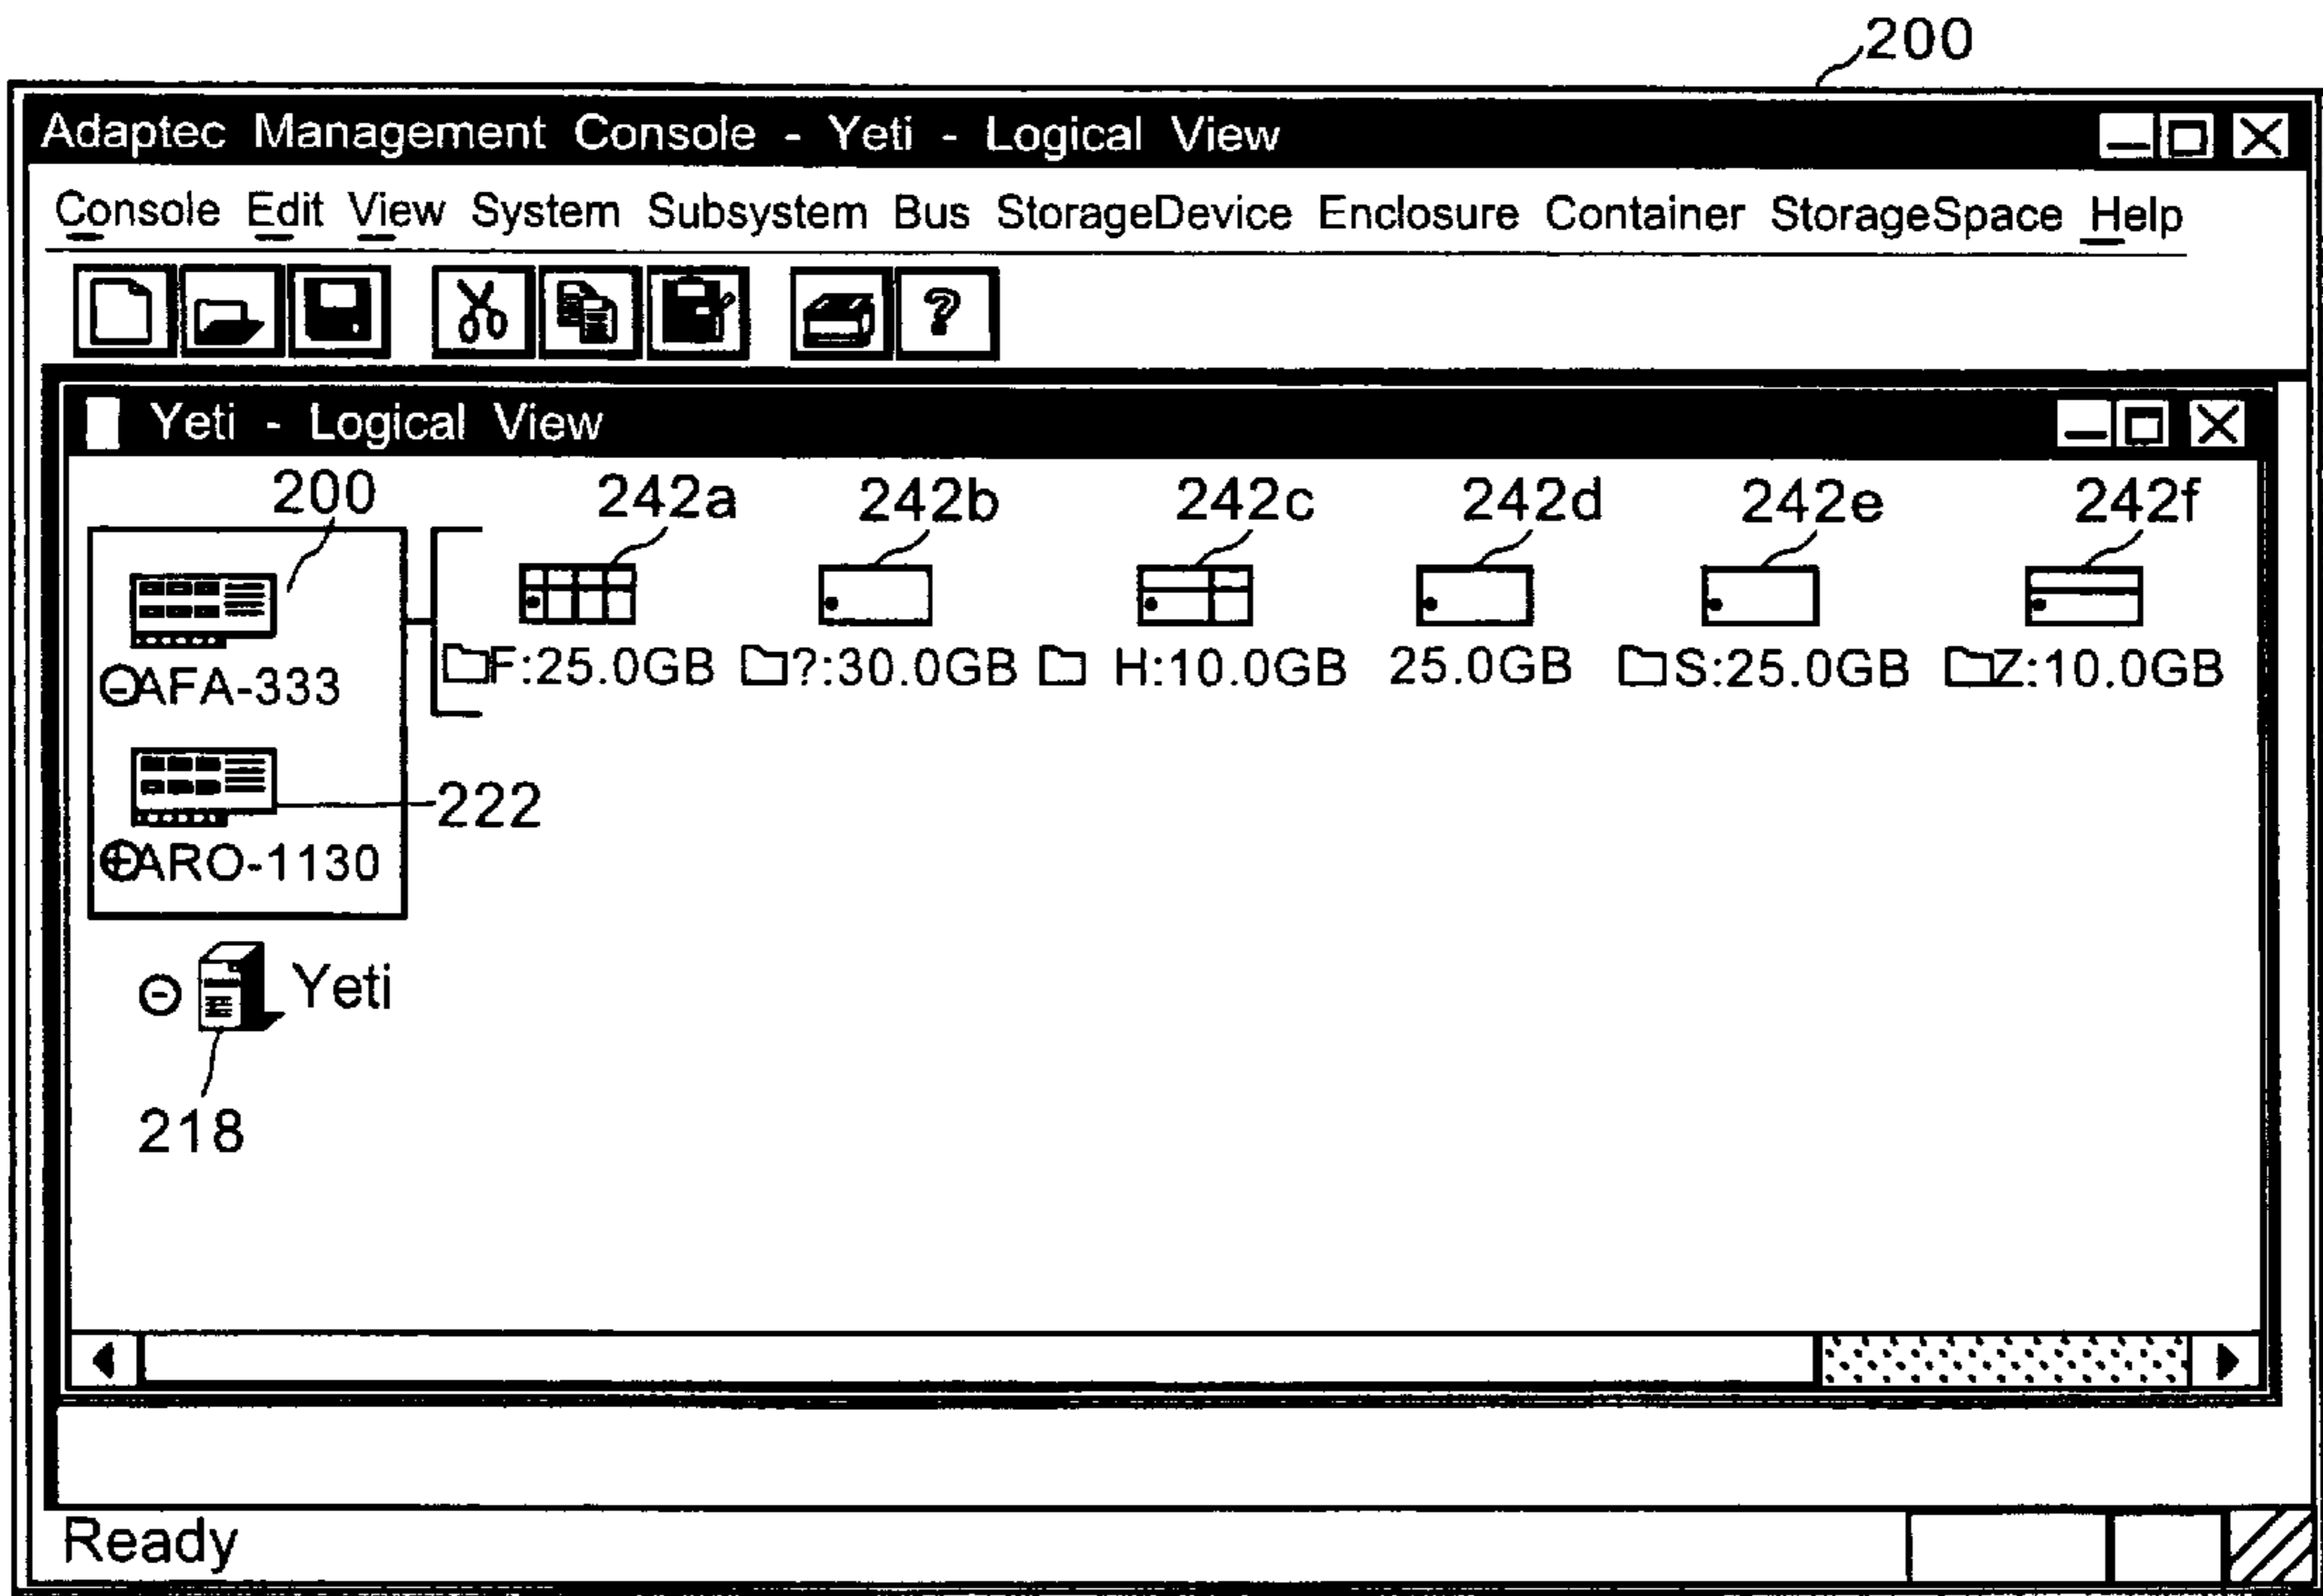 200
Adaptec Management Console - Yeti - Logical View
Console Edit View System Subsystem Bus StorageDevice Enclosure Container StorageSpace Help
?
Yeti - Logical View
200 242a 242b 242c 242d 242e 242f
F:25.0GB ?:30.0GB H:10.0GB 25.0GB S:25.0GB Z:10.0GB
AFA-333
222
ARO-1130
Yeti
218
Ready